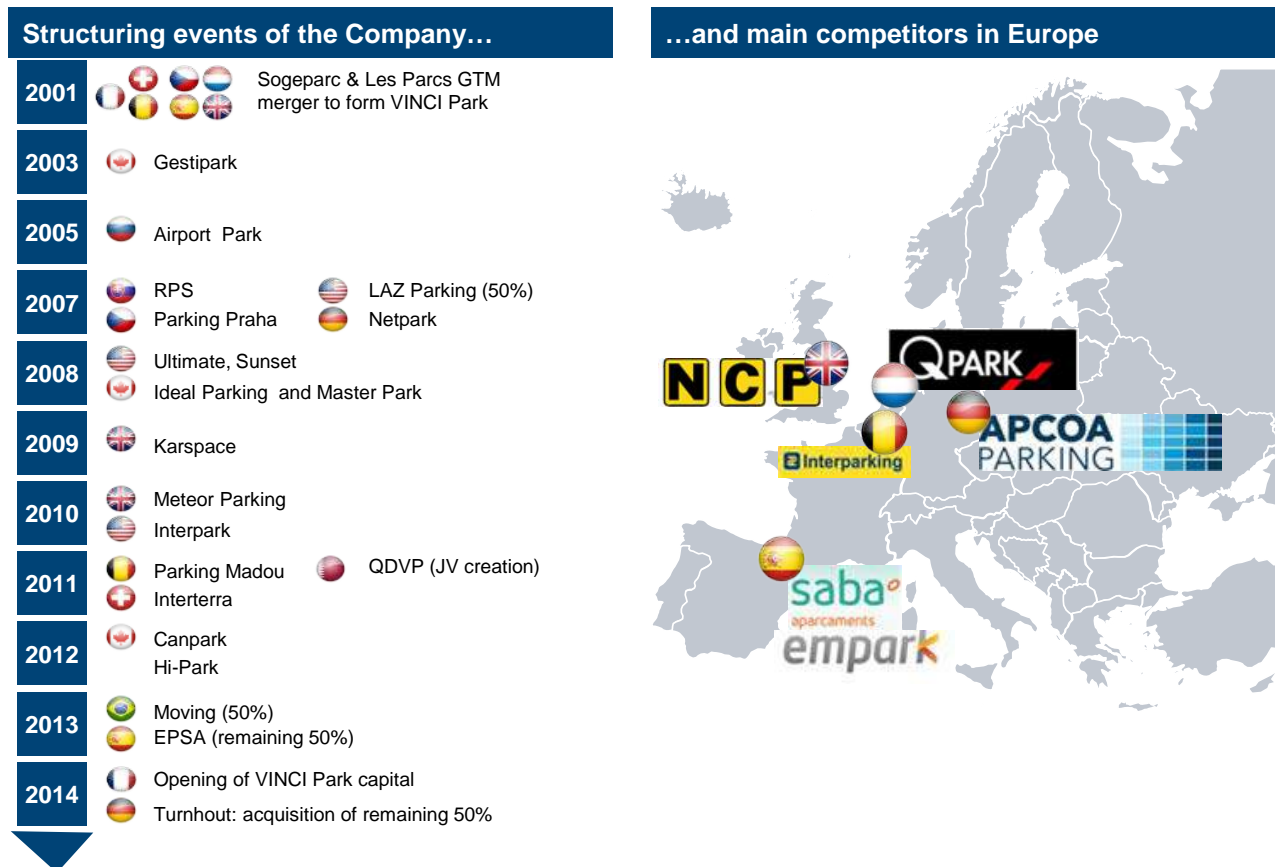 Structuring events of the Company…
2001
Sogeparc & Les Parcs GTM
merger to form VINCI Park
2003
Gestipark
2005
Airport Park
2007
RPS
LAZ Parking (50%)
Parking Praha
Netpark
2008
Ultimate, Sunset
Ideal Parking and Master Park
2009
Karspace
2010
Meteor Parking
Interpark
2011
Parking Madou
QDVP (JV creation)
Interterra
2012
Canpark
Hi-Park
2013
Moving (50%)
EPSA (remaining 50%)
2014
Opening of VINCI Park capital
Turnhout: acquisition of remaining 50%
…and main competitors in Europe
NCP
QPARK
APCOA
PARKING
Interparking
saba
aparcaments
empark